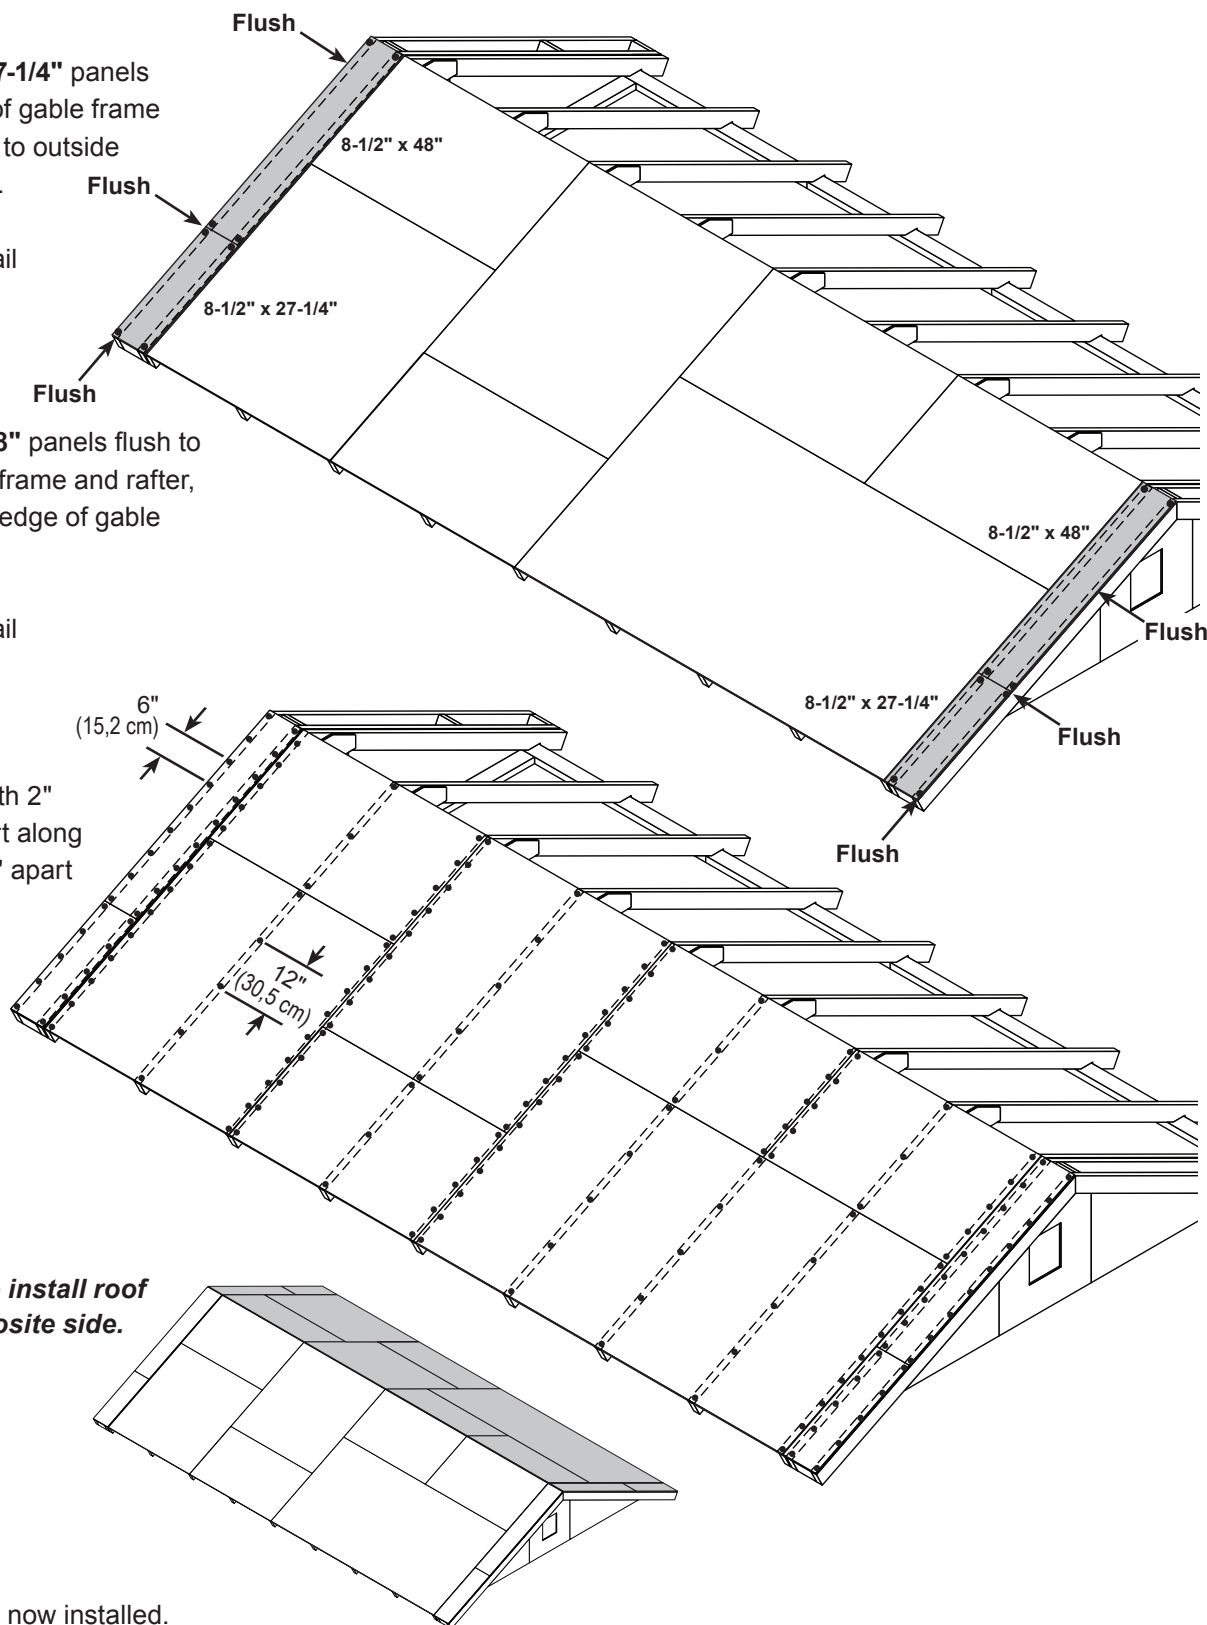 Flush
7-1/4" panels
of gable frame
to outside
.
8-1/2" x 48"
Flush
ail
8-1/2" x 27-1/4"
Flush
8" panels flush to
frame and rafter,
edge of gable
8-1/2" x 48"
Flush
ail
8-1/2" x 27-1/4"
6"
(15,2 cm)
Flush
th 2"
rt along
" apart
Flush
12"
(30,5 cm)
install roof
osite side.
now installed.